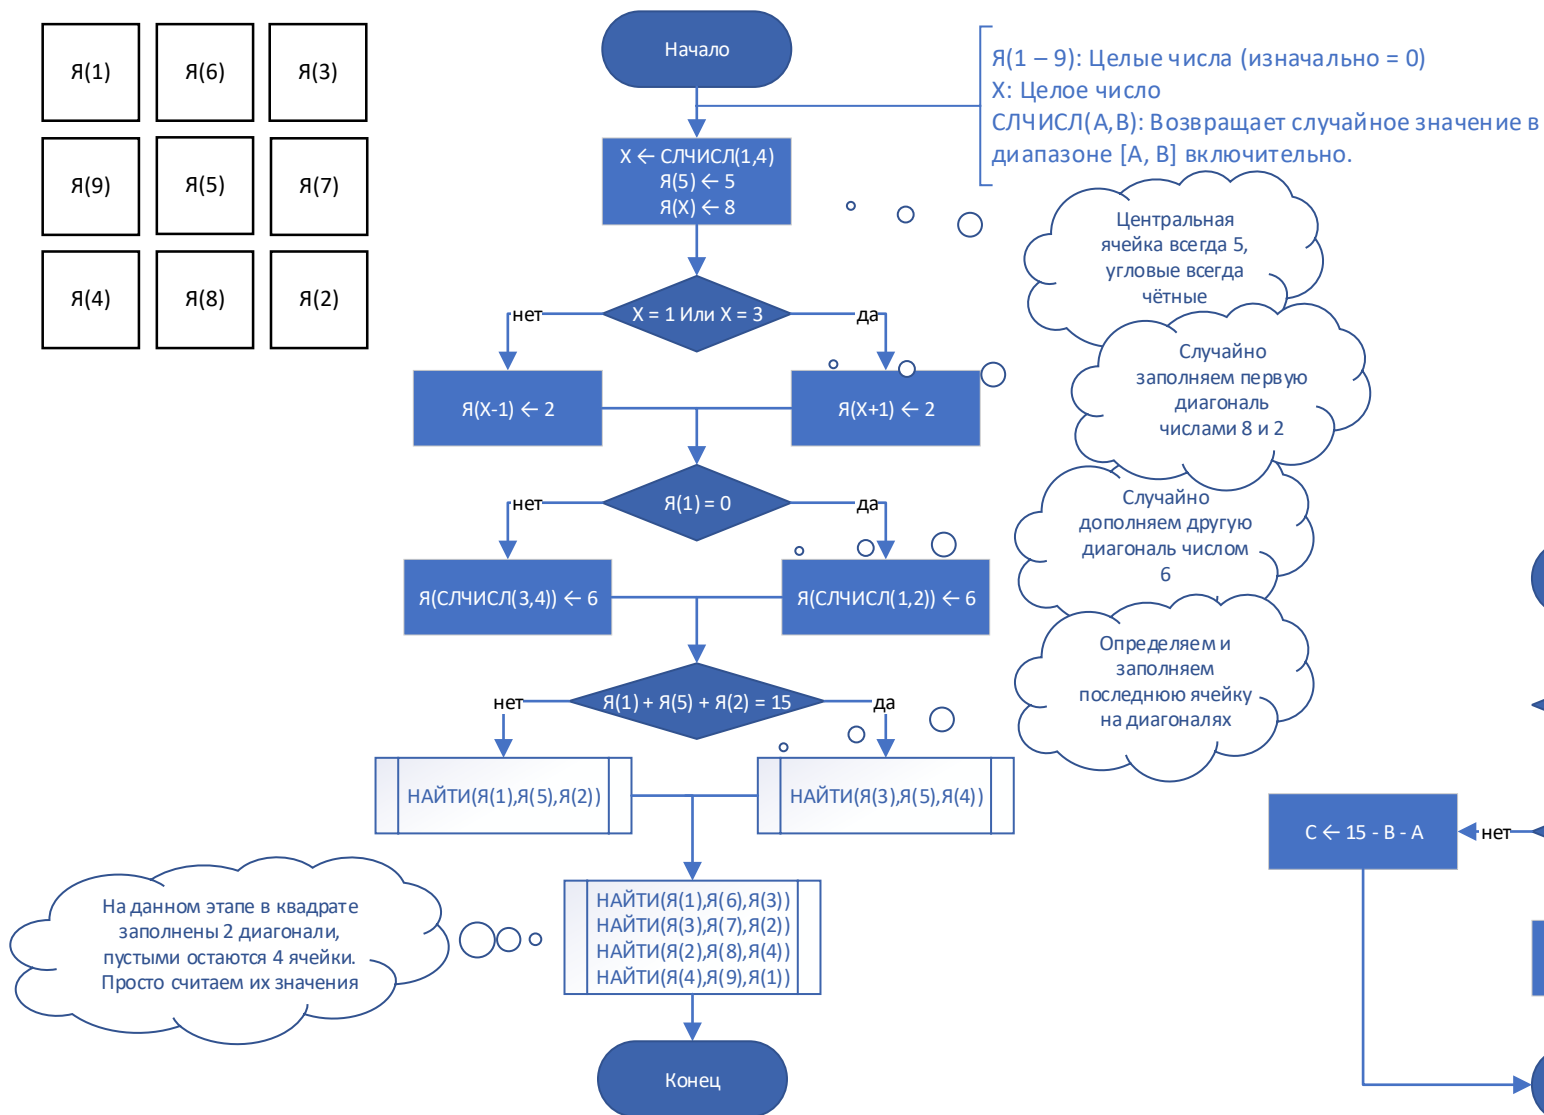 Я(1)
Я(6)
Я(3)
Я(9)
Я(5)
Я(7)
Я(4)
Я(8)
Я(2)
Начало
Я(1 – 9): Целые числа (изначально = 0)
X: Целое число
СЛЧИСЛ(A,B): Возвращает случайное значение в
диапазоне [A, B] включительно.
X ← СЛЧИСЛ(1,4)
Я(5) ← 5
Я(X) ← 8
Центральная
ячейка всегда 5,
угловые всегда
чётные
X = 1 Или X = 3
нет
да
Я(X-1) ← 2
Я(X+1) ← 2
Случайно
заполняем первую
диагональ
числами 8 и 2
Я(1) = 0
нет
да
Я(СЛЧИСЛ(3,4)) ← 6
Я(СЛЧИСЛ(1,2)) ← 6
Случайно
дополняем другую
диагональ числом
6
Я(1) + Я(5) + Я(2) = 15
нет
да
НАЙТИ(Я(1),Я(5),Я(2))
НАЙТИ(Я(3),Я(5),Я(4))
Определяем и
заполняем
последнюю ячейку
на диагоналях
C ← 15 - B - A
нет
НАЙТИ(Я(1),Я(6),Я(3))
НАЙТИ(Я(3),Я(7),Я(2))
НАЙТИ(Я(2),Я(8),Я(4))
НАЙТИ(Я(4),Я(9),Я(1))
На данном этапе в квадрате
заполнены 2 диагонали,
пустыми остаются 4 ячейки.
Просто считаем их значения
Конец